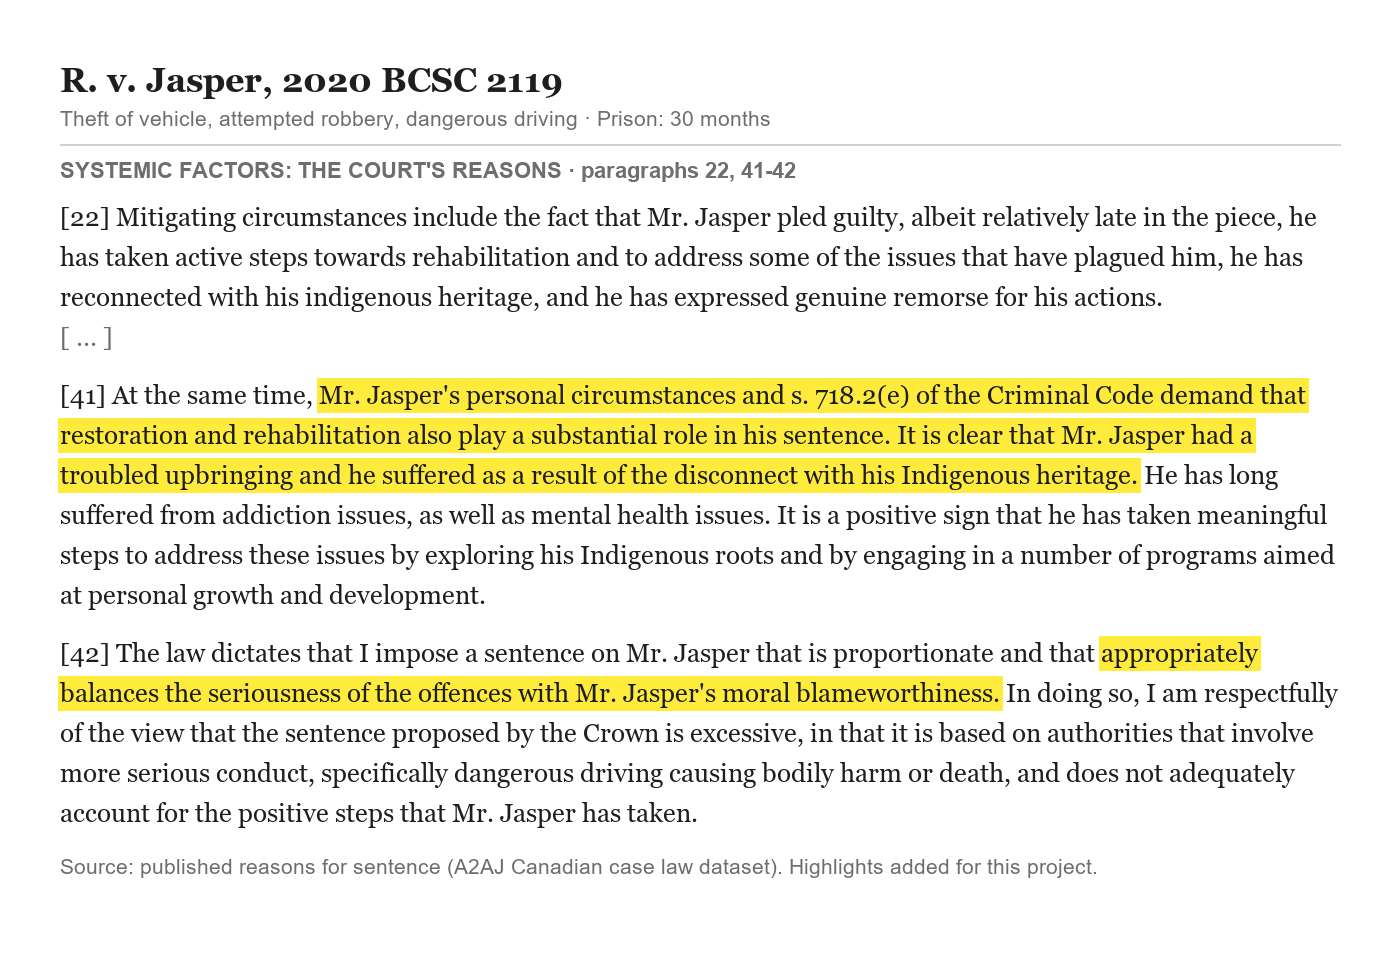 R. v. Jasper, 2020 BCSC 2119
Theft of vehicle, attempted robbery, dangerous driving · Prison: 30 months
SYSTEMIC FACTORS: THE COURT'S REASONS · paragraphs 22, 41-42
[22] Mitigating circumstances include the fact that Mr. Jasper pled guilty, albeit relatively late in the piece, he
has taken active steps towards rehabilitation and to address some of the issues that have plagued him, he has
reconnected with his indigenous heritage, and he has expressed genuine remorse for his actions.
[ ... ]
[41] At the same time, Mr. Jasper's personal circumstances and s. 718.2(e) of the Criminal Code demand that
restoration and rehabilitation also play a substantial role in his sentence. It is clear that Mr. Jasper had a
troubled upbringing and he suffered as a result of the disconnect with his Indigenous heritage. He has long
suffered from addiction issues, as well as mental health issues. It is a positive sign that he has taken meaningful
steps to address these issues by exploring his Indigenous roots and by engaging in a number of programs aimed
at personal growth and development.
[42] The law dictates that I impose a sentence on Mr. Jasper that is proportionate and that appropriately
balances the seriousness of the offences with Mr. Jasper's moral blameworthiness. In doing so, I am respectfully
of the view that the sentence proposed by the Crown is excessive, in that it is based on authorities that involve
more serious conduct, specifically dangerous driving causing bodily harm or death, and does not adequately
account for the positive steps that Mr. Jasper has taken.
Source: published reasons for sentence (A2AJ Canadian case law dataset). Highlights added for this project.